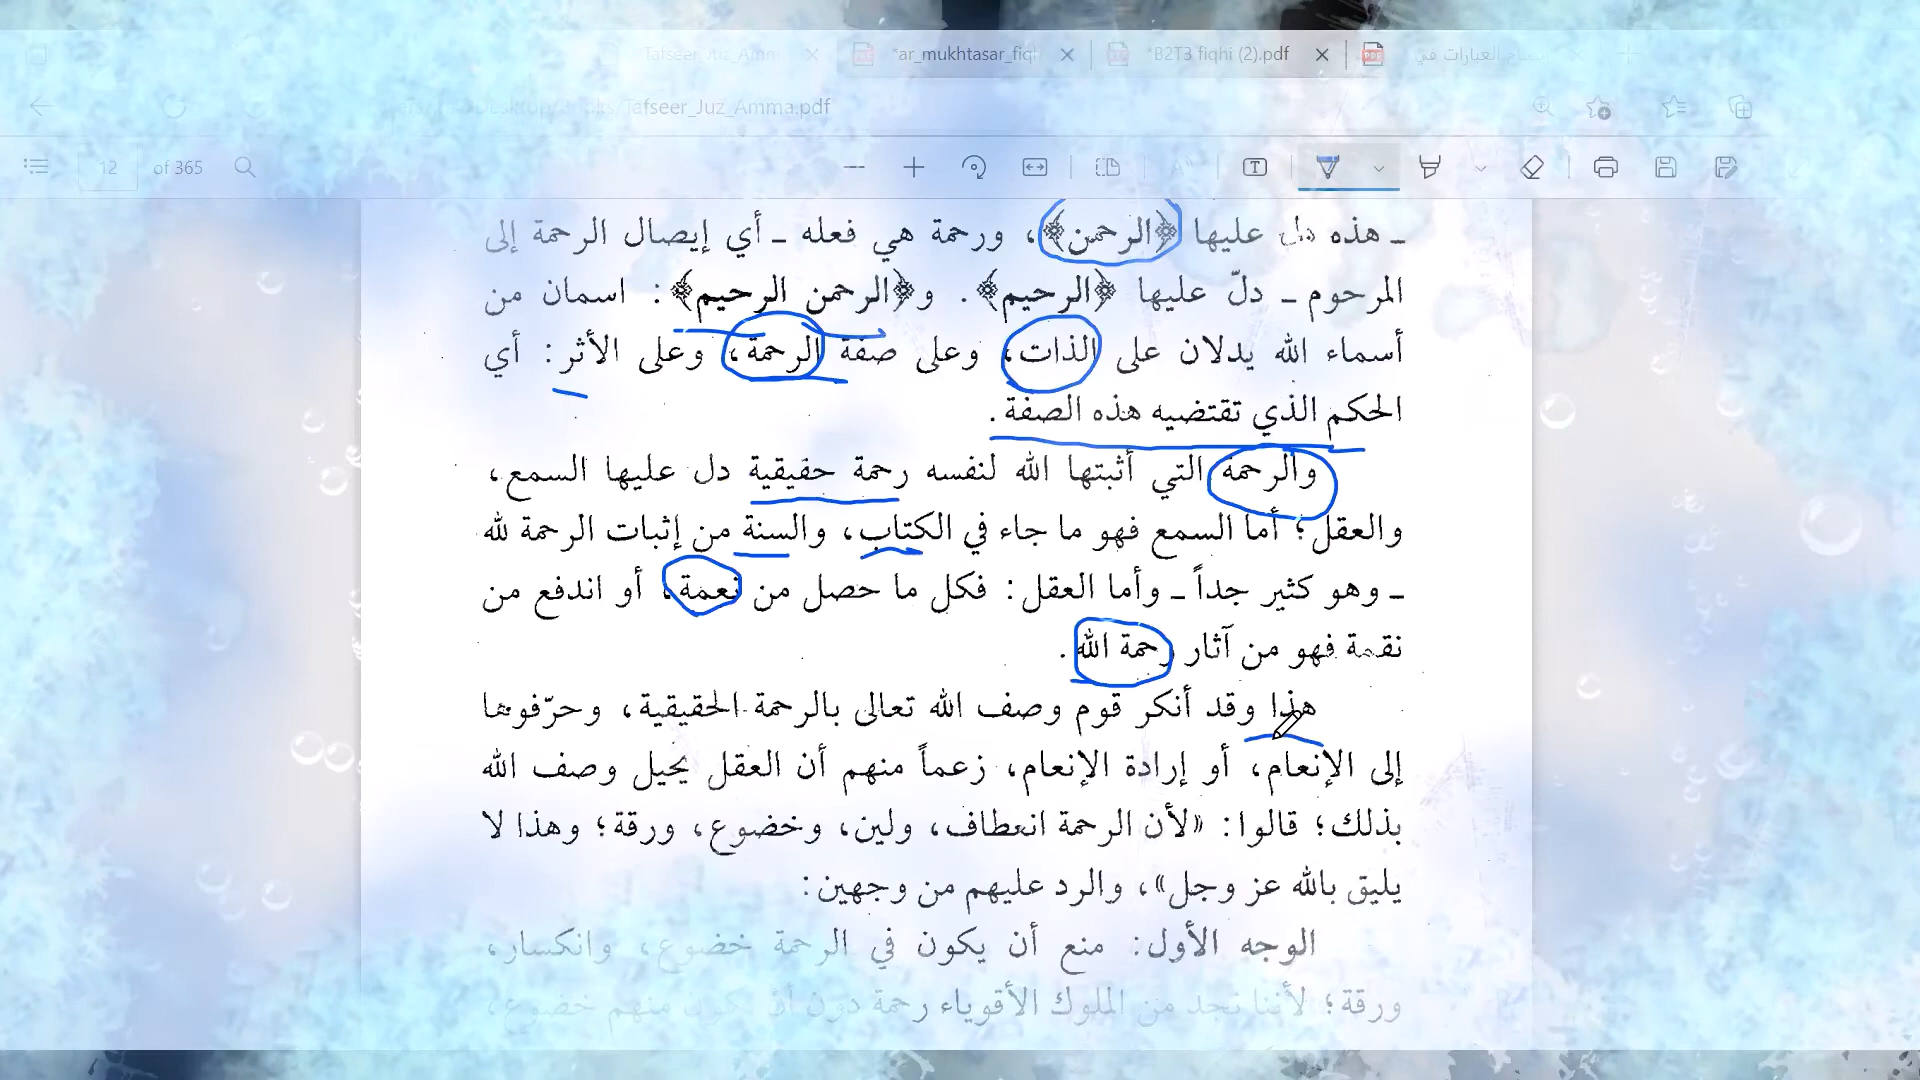 Tafseer_Juz_Amm
*ar_mukhtasar_fiqh
*B2T3 fiqhi (2).pdf
العبارات في
Tafseer_Juz_Amma.pdf
12 of 365
ـ هذه دل عليها ﴿الرحمن﴾، ورحمة هي فعله ـ أي إيصال الرحمة إلى
المرحوم ـ دلّ عليها ﴿الرحيم﴾. و﴿الرحمن الرحيم﴾: اسمان من
أسماء الله يدلان على الذات، وعلى صفة الرحمة، وعلى الأثر: أي
الحكم الذي تقتضيه هذه الصفة.
والرحمة التي أثبتها الله لنفسه رحمة حقيقية دل عليها السمع،
والعقل؛ أما السمع فهو ما جاء في الكتاب، والسنة من إثبات الرحمة لله
ـ وهو كثير جداً ـ وأما العقل: فكل ما حصل من نعمة، أو اندفع من
نقمة فهو من آثار رحمة الله.
هذا وقد أنكر قوم وصف الله تعالى بالرحمة الحقيقية، وحرّفوها
إلى الإنعام، أو إرادة الإنعام، زعماً منهم أن العقل يحيل وصف الله
بذلك؛ قالوا: «لأن الرحمة انعطاف، ولين، وخضوع، ورقة؛ وهذا لا
يليق بالله عز وجل»، والرد عليهم من وجهين:
الوجه الأول: منع أن يكون في الرحمة خضوع، وانكسار،
ورقة؛ لأننا نجد من الملوك الأقوياء رحمة دون أن يكون منهم خضوع،